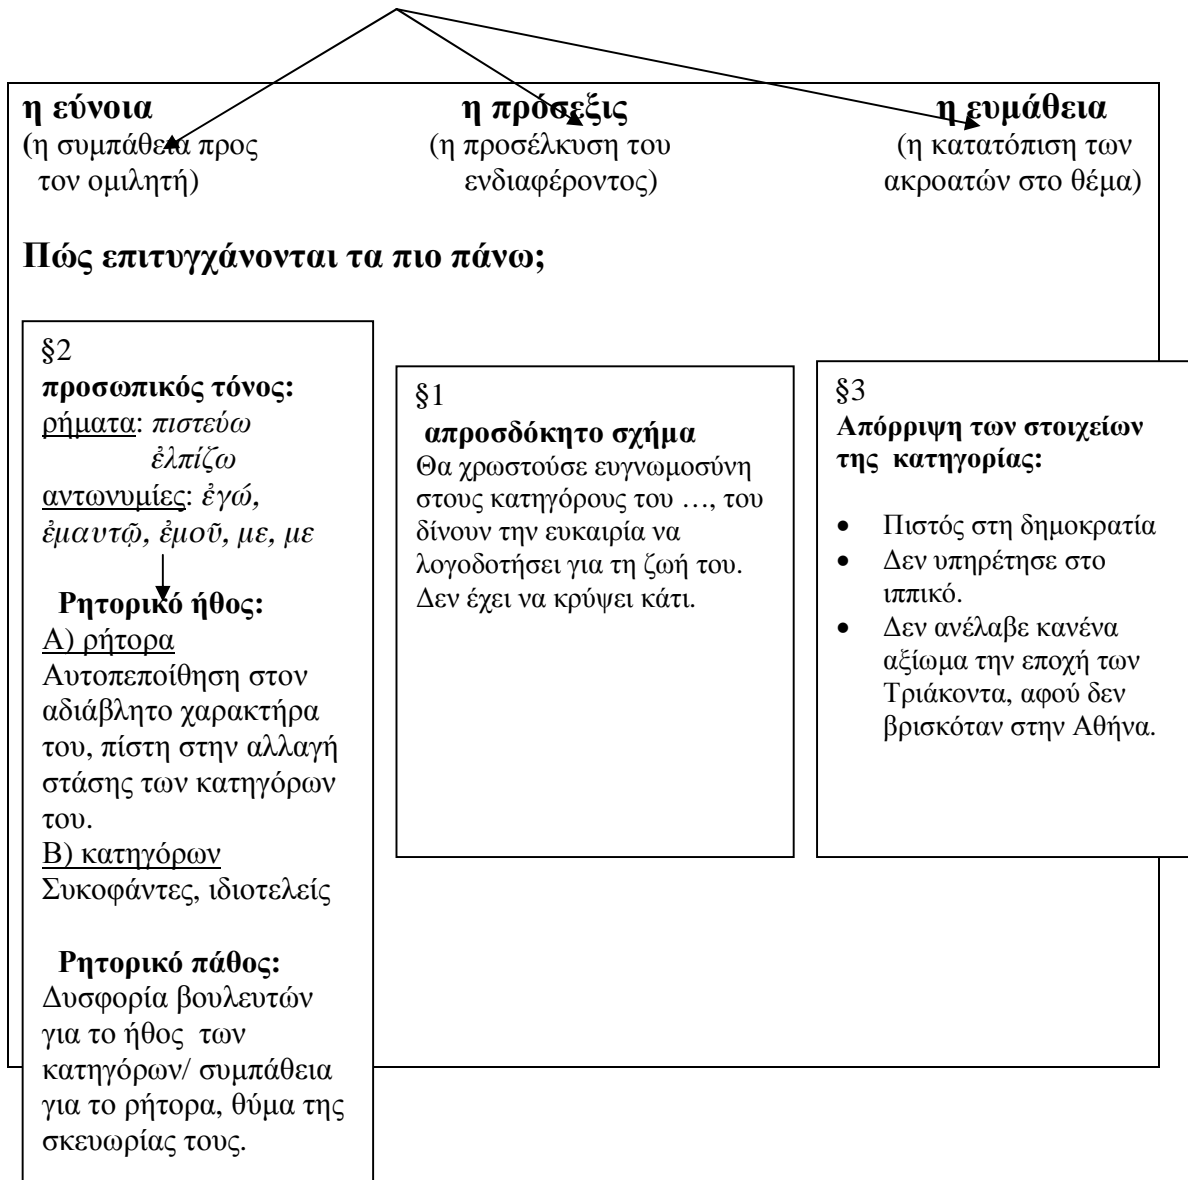 η εύνοια
(η συμπάθεια προς
τον ομιλητή)
η πρόσεξις
(η προσέλκυση του
ενδιαφέροντος)
η ευμάθεια
(η κατατόπιση των
ακροατών στο θέμα)
Πώς επιτυγχάνονται τα πιο πάνω;
§2
προσωπικός τόνος:
ρήματα: πιστεύω
ἐλπίζω
αντωνυμίες: ἐγώ,
ἐμαυτῷ, ἐμοῦ, με, με
Ρητορικό ήθος:
Α) ρήτορα
Αυτοπεποίθηση στον
αδιάβλητο χαρακτήρα
του, πίστη στην αλλαγή
στάσης των κατηγόρων
του.
Β) κατηγόρων
Συκοφάντες, ιδιοτελείς
Ρητορικό πάθος:
Δυσφορία βουλευτών
για το ήθος των
κατηγόρων/ συμπάθεια
για το ρήτορα, θύμα της
σκευωρίας τους.
§1
απροσδόκητο σχήμα
Θα χρωστούσε ευγνωμοσύνη
στους κατηγόρους του …, του
δίνουν την ευκαιρία να
λογοδοτήσει για τη ζωή του.
Δεν έχει να κρύψει κάτι.
§3
Απόρριψη των στοιχείων
της κατηγορίας:
• Πιστός στη δημοκρατία
• Δεν υπηρέτησε στο
ιππικό.
• Δεν ανέλαβε κανένα
αξίωμα την εποχή των
Τριάκοντα, αφού δεν
βρισκόταν στην Αθήνα.